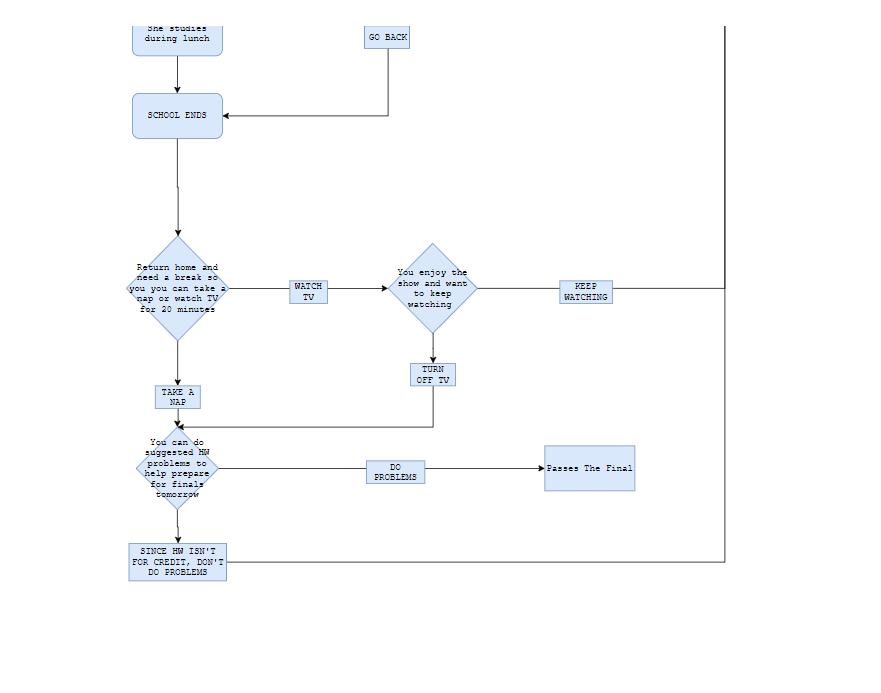 She studies
during lunch
GO BACK
SCHOOL ENDS
Return home and
need a break so
you you can take a
nap or watch TV
for 20 minutes
WATCH
TV
You enjoy the
show and want
to keep
watching
KEEP
WATCHING
TURN
OFF TV
TAKE A
NAP
You can do
suggested HW
problems to
help prepare
for finals
tomorrow
DO
PROBLEMS
Passes The Final
SINCE HW ISN'T
FOR CREDIT, DON'T
DO PROBLEMS